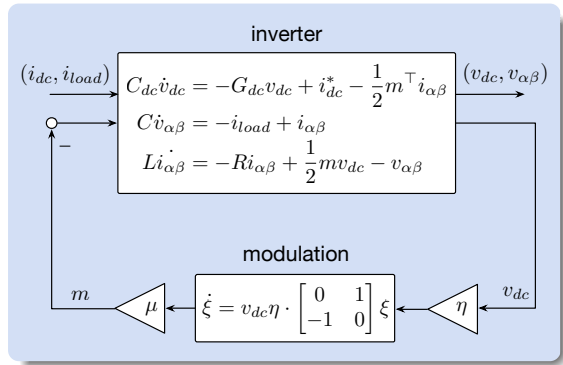 inverter
(i_{dc}, i_{load})
C_{dc}\dot{v}_{dc} = -G_{dc}v_{dc} + i_{dc}^{*} - \frac{1}{2}m^{\top}i_{\alpha\beta}
(v_{dc}, v_{\alpha\beta})
C\dot{v}_{\alpha\beta} = -i_{load} + i_{\alpha\beta}
−
L\dot{i_{\alpha\beta}} = -Ri_{\alpha\beta} + \frac{1}{2}mv_{dc} - v_{\alpha\beta}
modulation
m
μ
\dot{\xi} = v_{dc}\eta \cdot \begin{bmatrix} 0 & 1 \\ -1 & 0 \end{bmatrix} \xi
η
v_{dc}